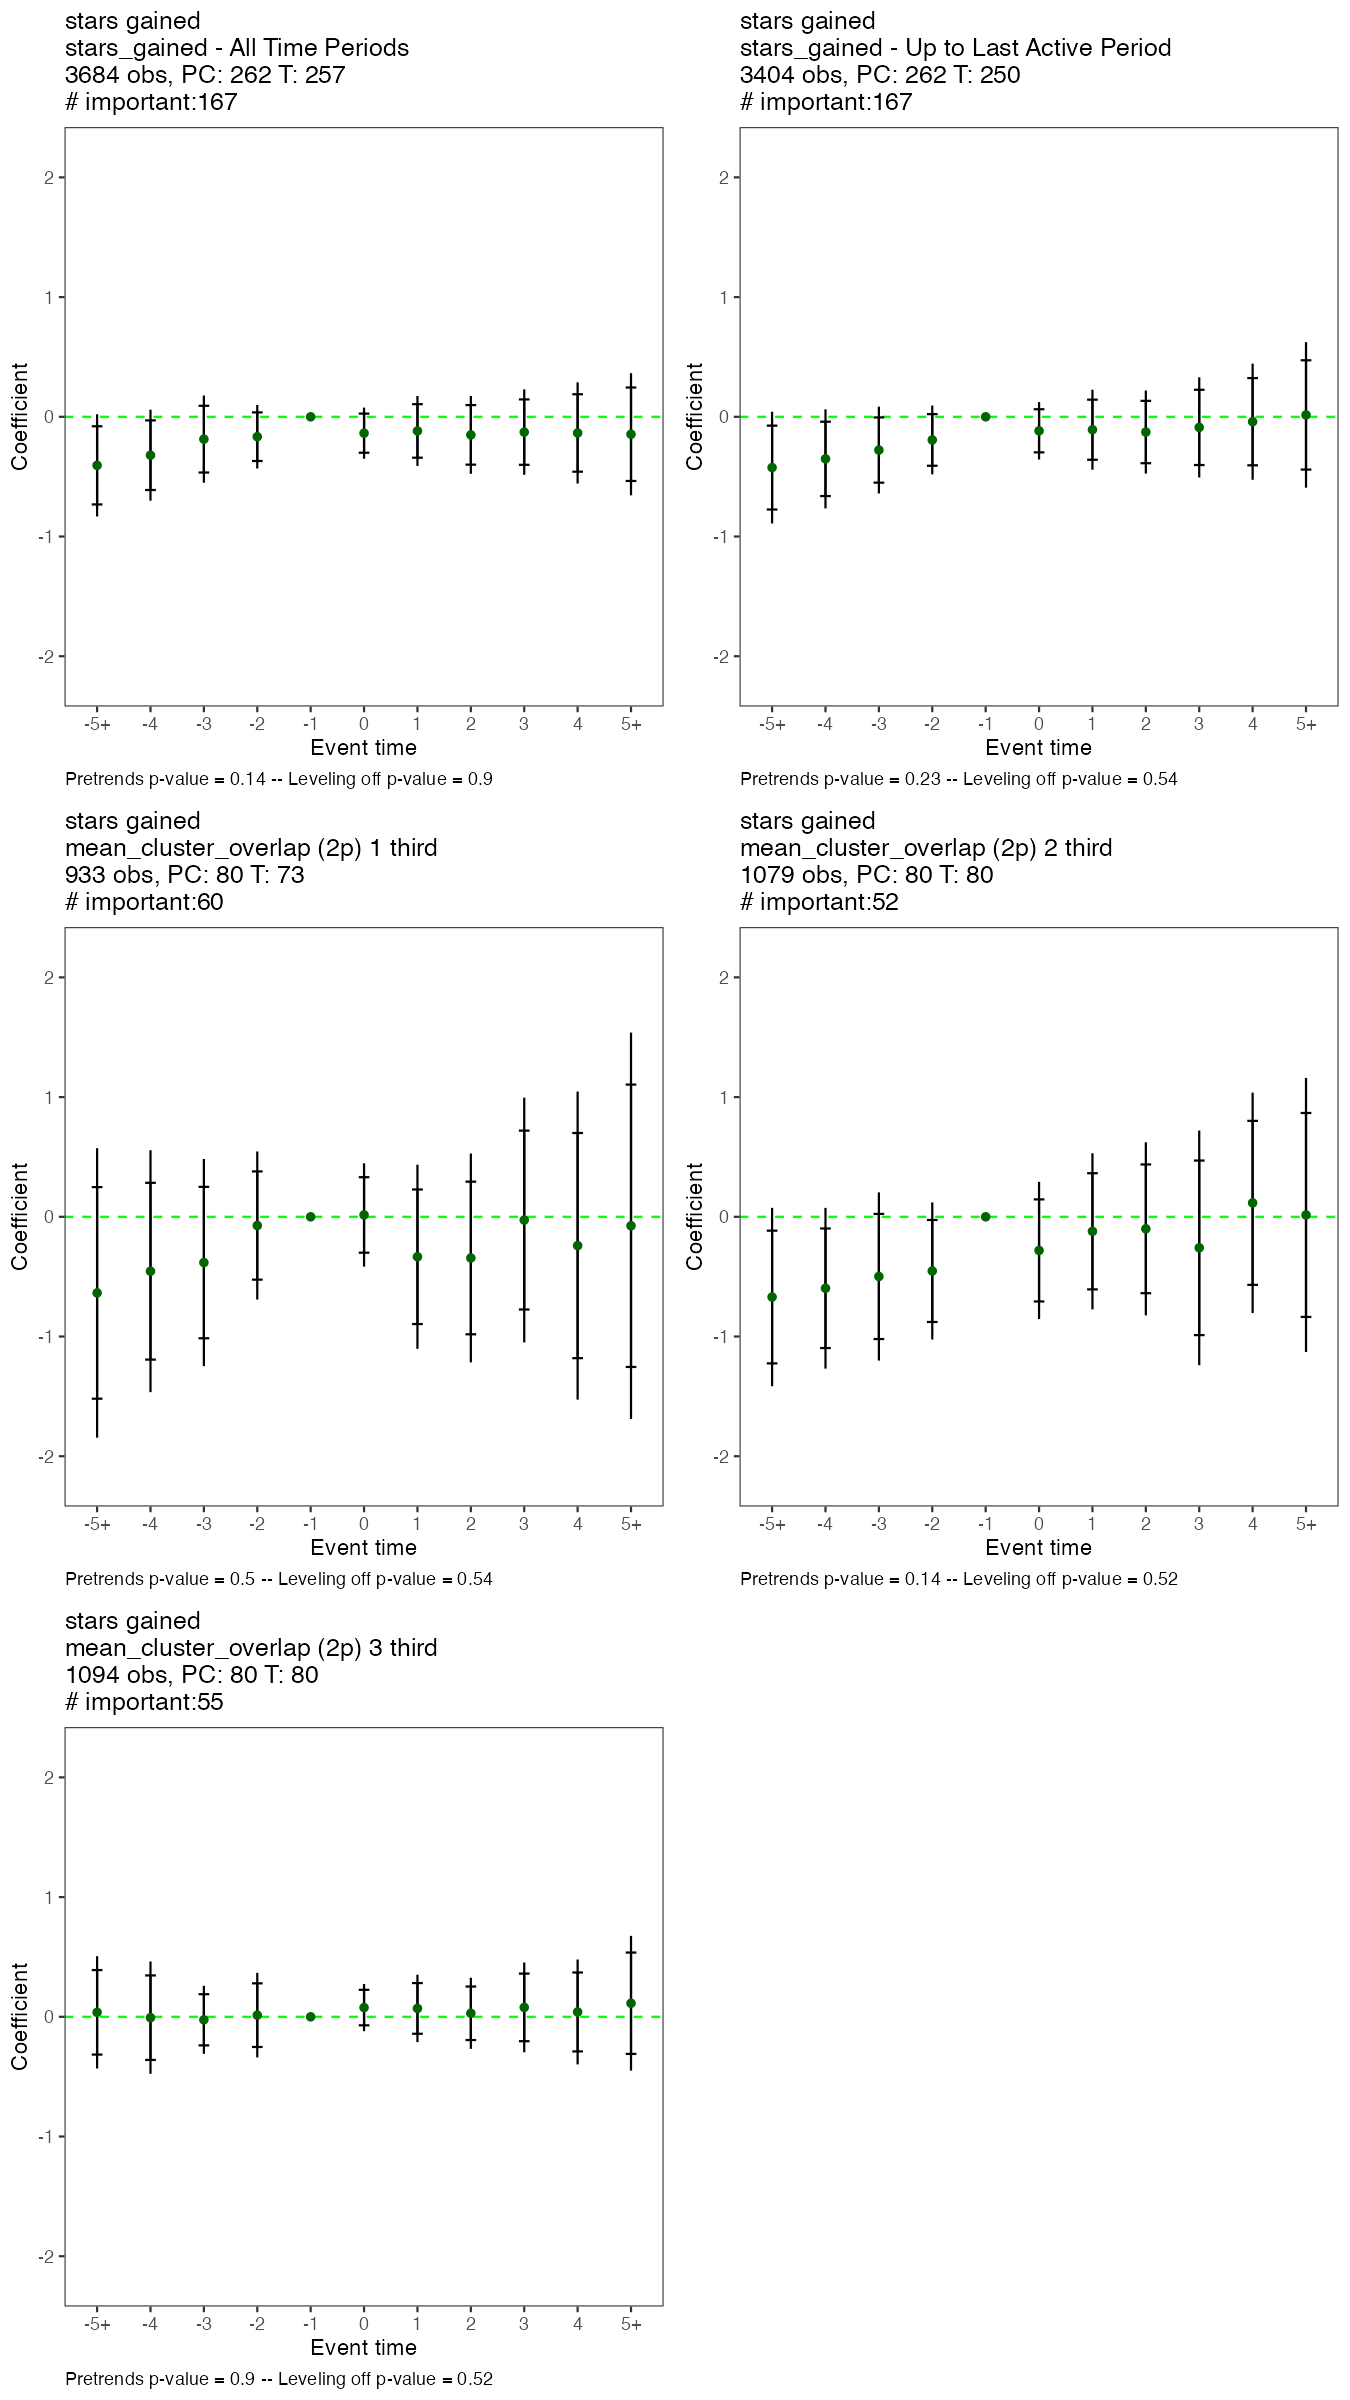 stars gained
stars_gained - All Time Periods
3684 obs, PC: 262 T: 257
# important:167
2
1
0
-1
-2
Coefficient
-5+ -4 -3 -2 -1 0 1 2 3 4 5+
Event time
Pretrends p-value = 0.14 -- Leveling off p-value = 0.9
stars gained
stars_gained - Up to Last Active Period
3404 obs, PC: 262 T: 250
# important:167
2
1
0
-1
-2
Coefficient
-5+ -4 -3 -2 -1 0 1 2 3 4 5+
Event time
Pretrends p-value = 0.23 -- Leveling off p-value = 0.54
stars gained
mean_cluster_overlap (2p) 1 third
933 obs, PC: 80 T: 73
# important:60
2
1
0
-1
-2
Coefficient
-5+ -4 -3 -2 -1 0 1 2 3 4 5+
Event time
Pretrends p-value = 0.5 -- Leveling off p-value = 0.54
stars gained
mean_cluster_overlap (2p) 2 third
1079 obs, PC: 80 T: 80
# important:52
2
1
0
-1
-2
Coefficient
-5+ -4 -3 -2 -1 0 1 2 3 4 5+
Event time
Pretrends p-value = 0.14 -- Leveling off p-value = 0.52
stars gained
mean_cluster_overlap (2p) 3 third
1094 obs, PC: 80 T: 80
# important:55
2
1
0
-1
-2
Coefficient
-5+ -4 -3 -2 -1 0 1 2 3 4 5+
Event time
Pretrends p-value = 0.9 -- Leveling off p-value = 0.52